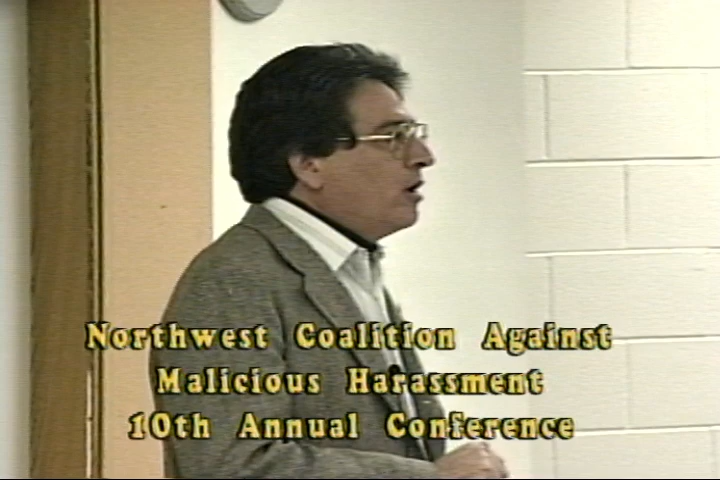 Northwest Coalition Against
Malicious Harassment
10th Annual Conference